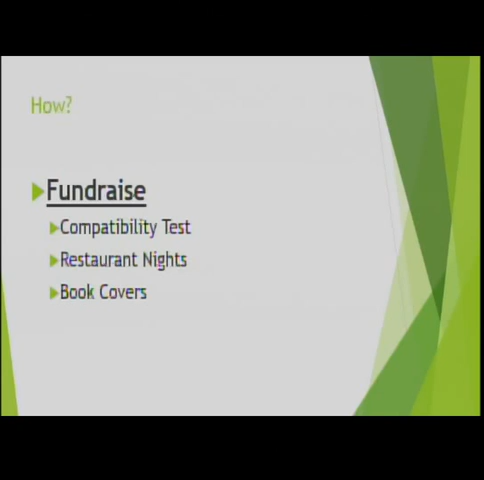 How?
Fundraise
Compatibility Test
Restaurant Nights
Book Covers